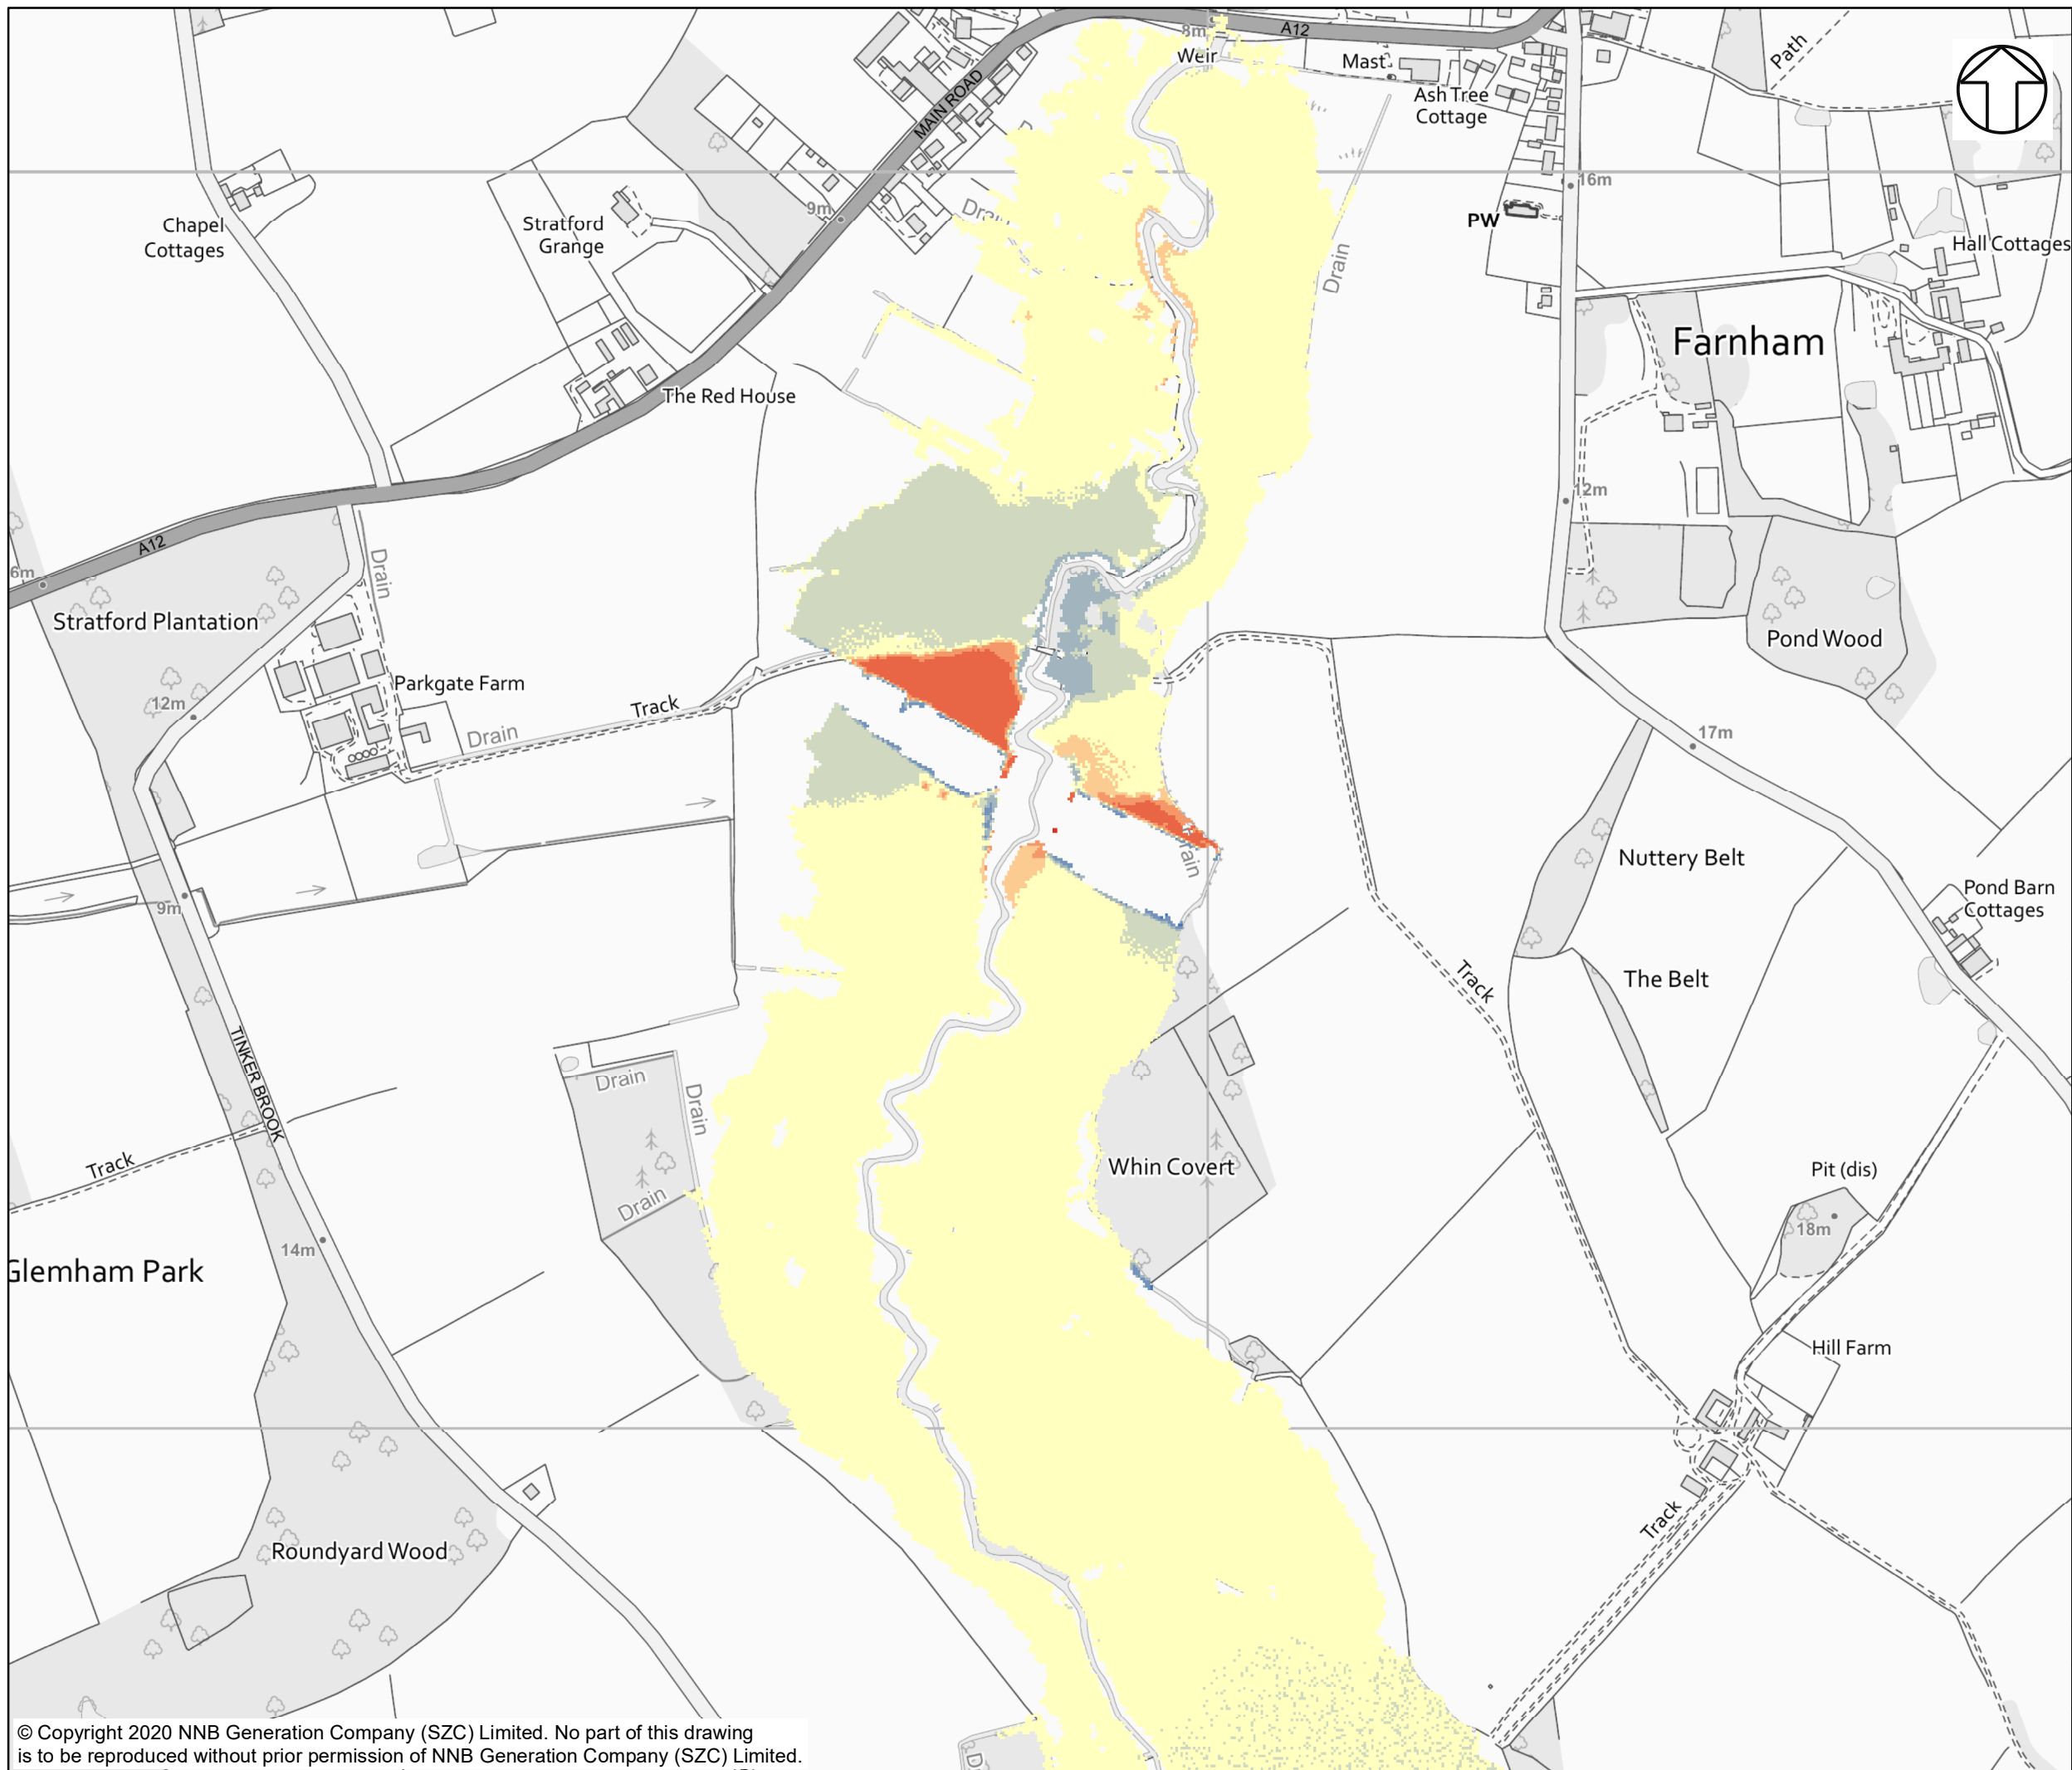 8m
A12
Weir
Mast
Path
Ash Tree
Cottage
MAIN ROAD
16m
PW
9m
Chapel
Cottages
Stratford
Grange
Drain
Hall Cottages
Farnham
The Red House
12m
A12
Drain
6m
Stratford Plantation
Pond Wood
Parkgate Farm
12m
Track
Drain
17m
Nuttery Belt
Pond Barn
Cottages
9m
The Belt
Track
TINKER BROOK
Drain
Drain
Track
Drain
Whin Covert
Pit (dis)
18m
14m
Glemham Park
Hill Farm
Track
Roundyard Wood
© Copyright 2020 NNB Generation Company (SZC) Limited. No part of this drawing
is to be reproduced without prior permission of NNB Generation Company (SZC) Limited.